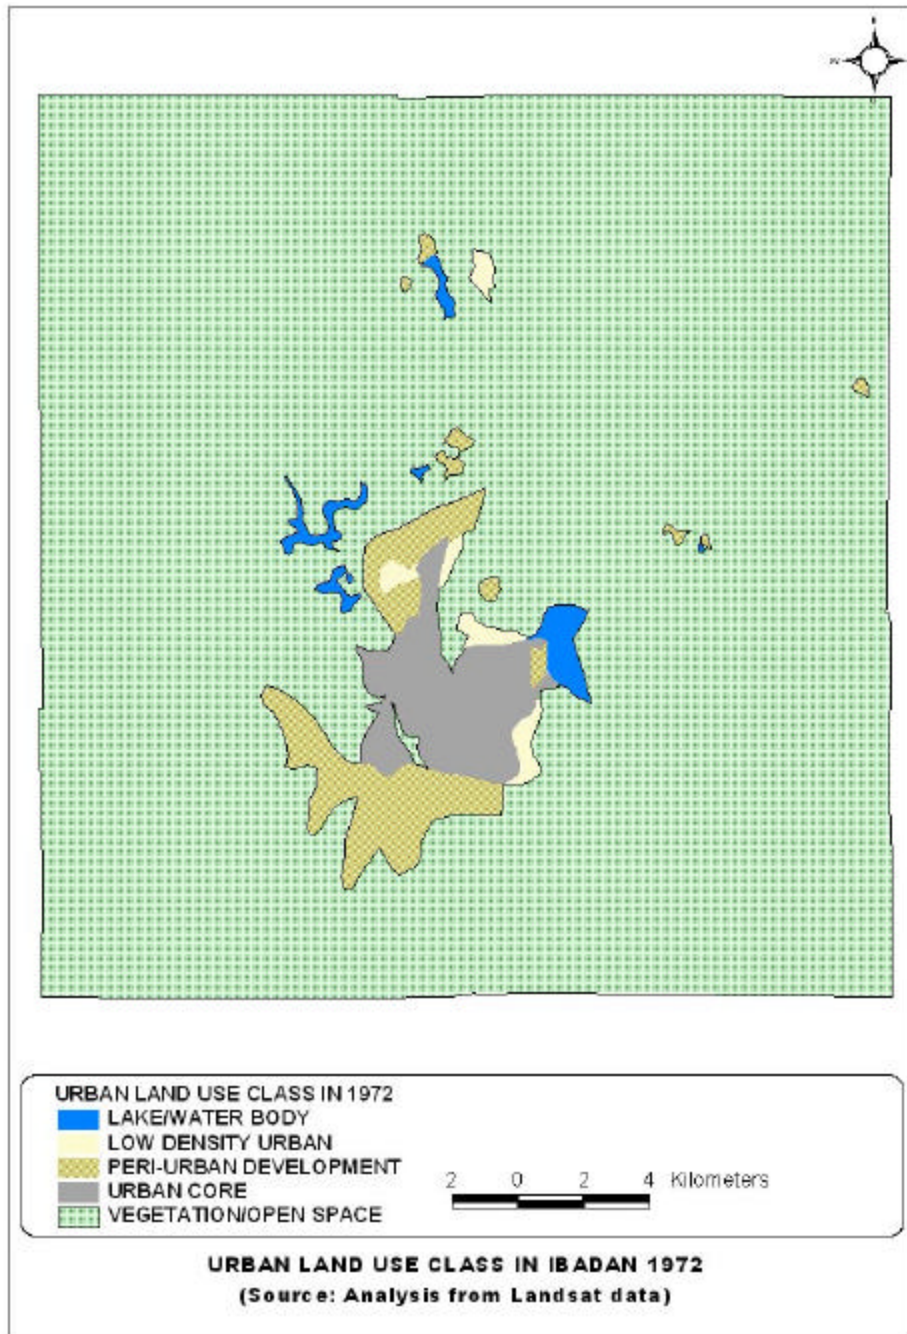 URBAN LAND USE CLASS IN 1972
LAKE/WATER BODY
LOW DENSITY URBAN
PERI-URBAN DEVELOPMENT
URBAN CORE
VEGETATION/OPEN SPACE
2 0 2 4 Kilometers
URBAN LAND USE CLASS IN IBADAN 1972
(Source: Analysis from Landsat data)